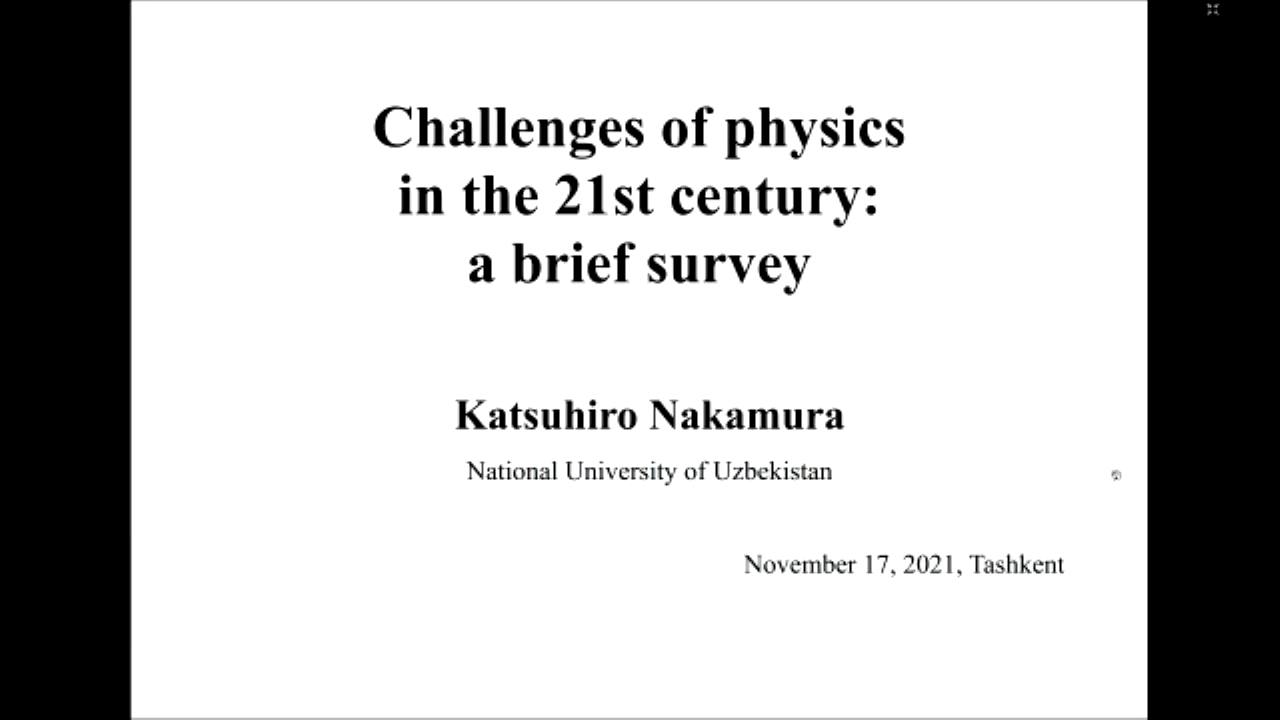 Challenges of physics
in the 21st century:
a brief survey
Katsuhiro Nakamura
National University of Uzbekistan
November 17, 2021, Tashkent